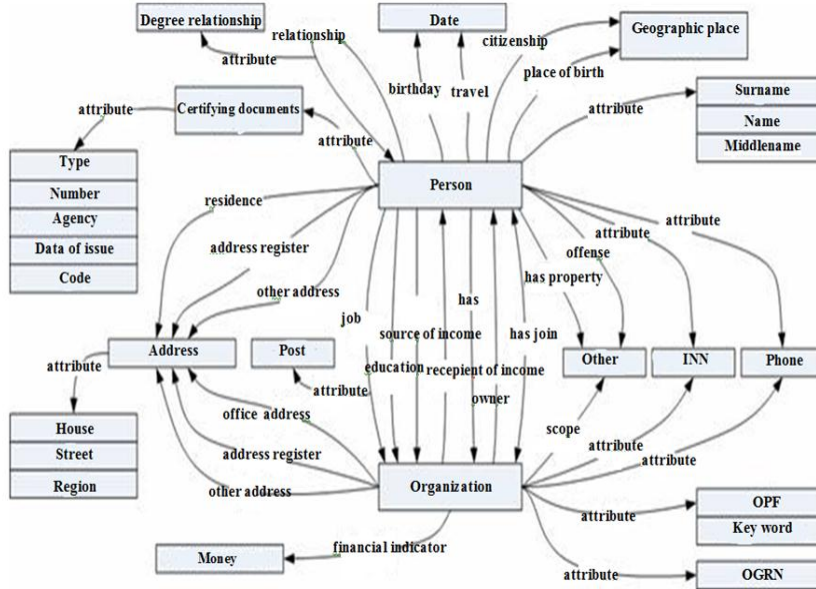 Degree relationship
relationship
Date
citizenship
Geographic place
attribute
place of birth
birthday
travel
Surname
attribute
Certifying documents
attribute
Name
attribute
Middlename
Type
Person
Number
residence
attribute
Agency
attribute
offense
Data of issue
address register
has property
Code
other address
has
job
source of income
has join
Address
Post
Other
INN
Phone
attribute
education
recepient of income
attribute
owner
office address
House
scope
Street
address register
attribute
attribute
Region
other address
Organization
OPF
attribute
Key word
Money
financial indicator
attribute
OGRN